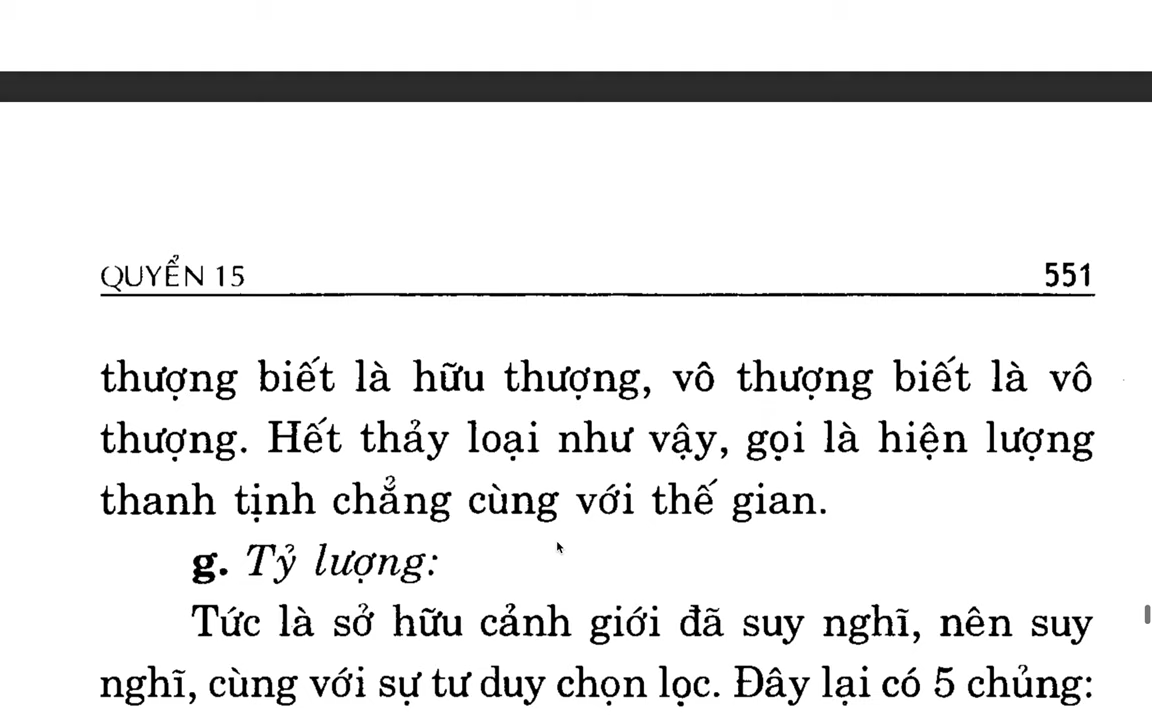 QUYỂN 15 551
thượng biết là hữu thượng, vô thượng biết là vô
thượng. Hết thảy loại như vậy, gọi là hiện lượng
thanh tịnh chẳng cùng với thế gian.
g. Tỷ lượng:
Tức là sở hữu cảnh giới đã suy nghĩ, nên suy
nghĩ, cùng với sự tư duy chọn lọc. Đây lại có 5 chủng: